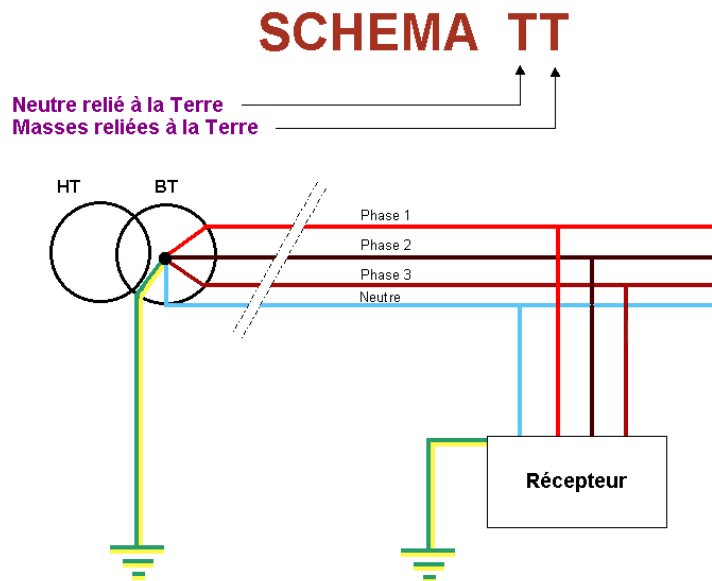 SCHEMA TT
Neutre relié à la Terre
Masses reliées à la Terre
HT
BT
Phase 1
Phase 2
Phase 3
Neutre
Récepteur